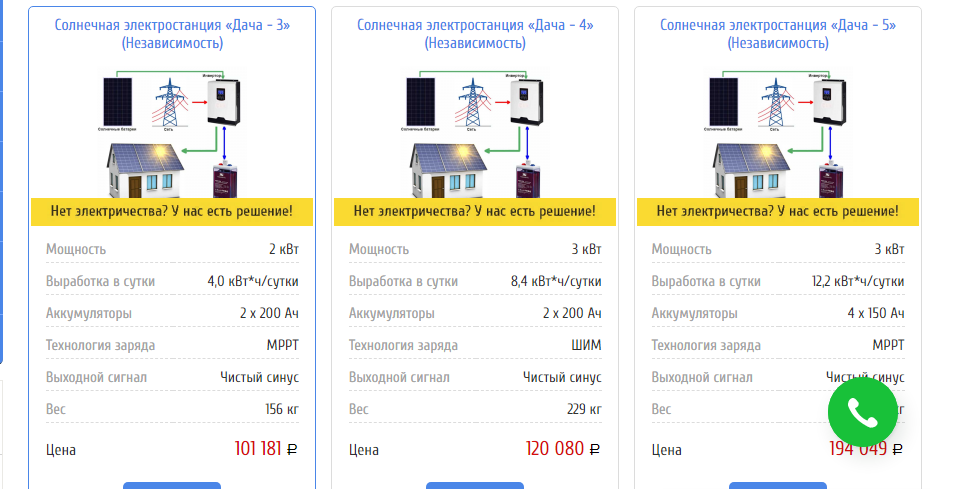 Солнечная электростанция «Дача - 3»
(Независимость)
Инвертор
Солнечные батареи
Сеть
Нет электричества? У нас есть решение!
Мощность 2 кВт
Выработка в сутки 4,0 кВт*ч/сутки
Аккумуляторы 2 x 200 Ач
Технология заряда МРРТ
Выходной сигнал Чистый синус
Вес 156 кг
Цена 101 181 ₽
Солнечная электростанция «Дача - 4»
(Независимость)
Инвертор
Солнечные батареи
Сеть
Нет электричества? У нас есть решение!
Мощность 3 кВт
Выработка в сутки 8,4 кВт*ч/сутки
Аккумуляторы 2 x 200 Ач
Технология заряда ШИМ
Выходной сигнал Чистый синус
Вес 229 кг
Цена 120 080 ₽
Солнечная электростанция «Дача - 5»
(Независимость)
Инвертор
Солнечные батареи
Сеть
Нет электричества? У нас есть решение!
Мощность 3 кВт
Выработка в сутки 12,2 кВт*ч/сутки
Аккумуляторы 4 x 150 Ач
Технология заряда МРРТ
Выходной сигнал Чистый синус
Вес
Цена 194 049 ₽